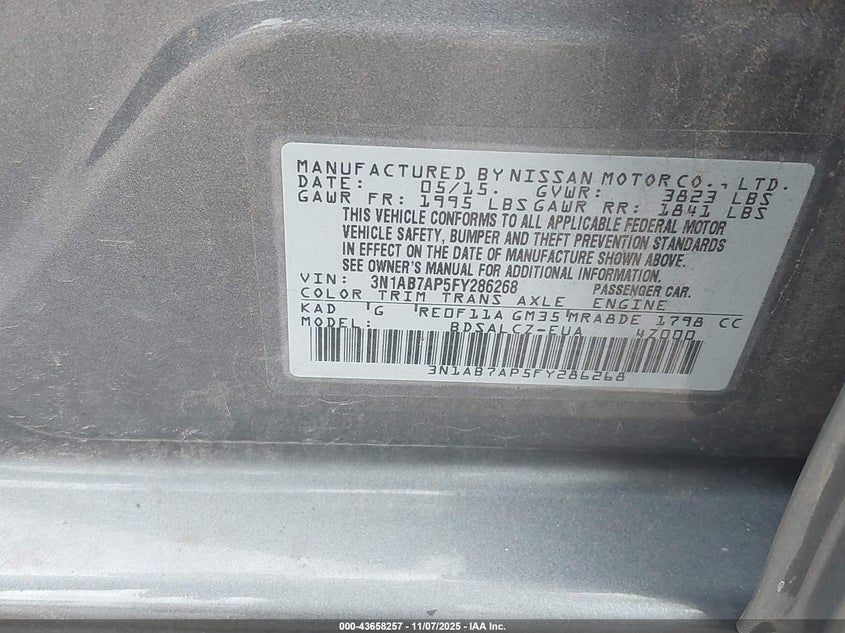 MANUFACTURED BY NISSAN MOTOR CO., LTD.
DATE: 05/15. GVWR: 3823 LBS
GAWR FR: 1995 LBS GAWR RR: 1841 LBS
THIS VEHICLE CONFORMS TO ALL APPLICABLE FEDERAL MOTOR
VEHICLE SAFETY, BUMPER AND THEFT PREVENTION STANDARDS
IN EFFECT ON THE DATE OF MANUFACTURE SHOWN ABOVE.
SEE OWNER'S MANUAL FOR ADDITIONAL INFORMATION.
VIN: 3N1AB7AP5FY286268 PASSENGER CAR.
COLOR TRIM TRANS AXLE ENGINE
KAD G RE0F11A GM35 MRA8DE 1798 CC
MODEL: BDSALCZ-EUA 47000
3N1AB7AP5FY286268
000-43658257 - 11/07/2025 - IAA Inc.